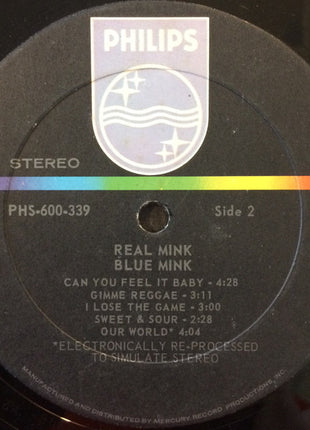 PHILIPS
STEREO
PHS-600-339 Side 2
REAL MINK
BLUE MINK
CAN YOU FEEL IT BABY - 4:28
GIMME REGGAE - 3:11
I LOSE THE GAME - 3:00
SWEET & SOUR - 2:28
OUR WORLD* 4:04
*ELECTRONICALLY RE-PROCESSED
TO SIMULATE STEREO
MANUFACTURED AND DISTRIBUTED BY MERCURY RECORD PRODUCTIONS, INC.